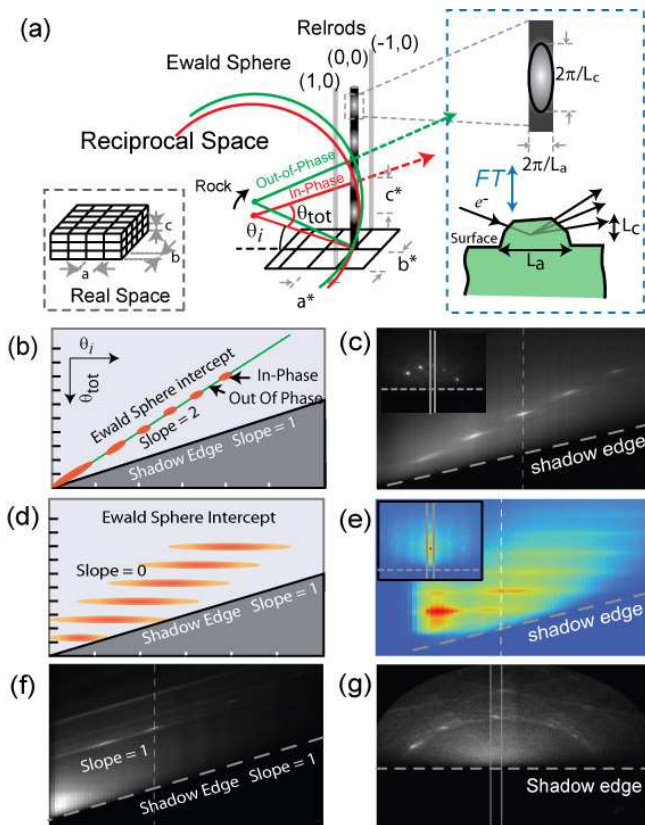 (a)
Relrods
(-1,0)
(0,0)
(1,0)
Ewald Sphere
Reciprocal Space
Out-of-Phase
In-Phase
Rock
θtot
θi
c*
b*
a*
c
b
a
Real Space
2π/Lc
2π/La
FT
e-
Surface
Lc
La
(b)
θi
θtot
In-Phase
Out Of Phase
Ewald Sphere intercept
Slope = 2
Shadow Edge Slope = 1
(c)
shadow edge
(d)
Ewald Sphere Intercept
Slope = 0
Shadow Edge Slope = 1
(e)
shadow edge
(f)
Slope = 1
Shadow Edge Slope = 1
(g)
Shadow edge